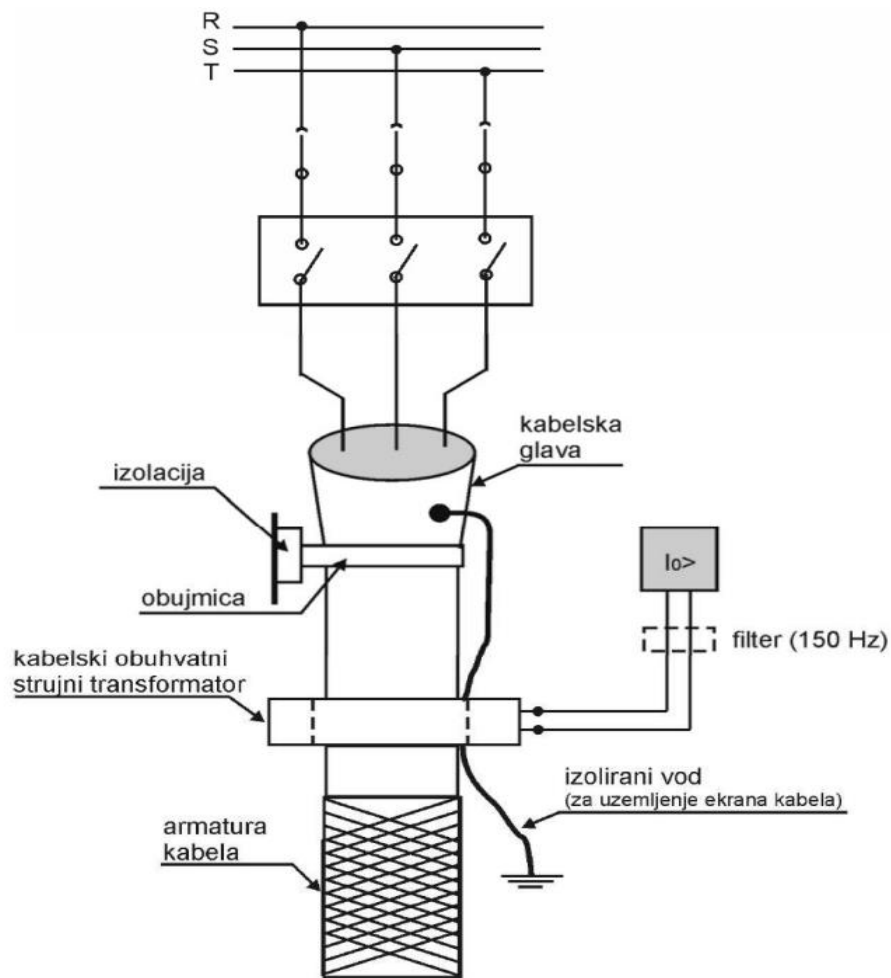 R
S
T
kabelska
glava
izolacija
I0>
obujmica
filter (150 Hz)
kabelski obuhvatni
strujni transformator
izolirani vod
(za uzemljenje ekrana kabela)
armatura
kabela